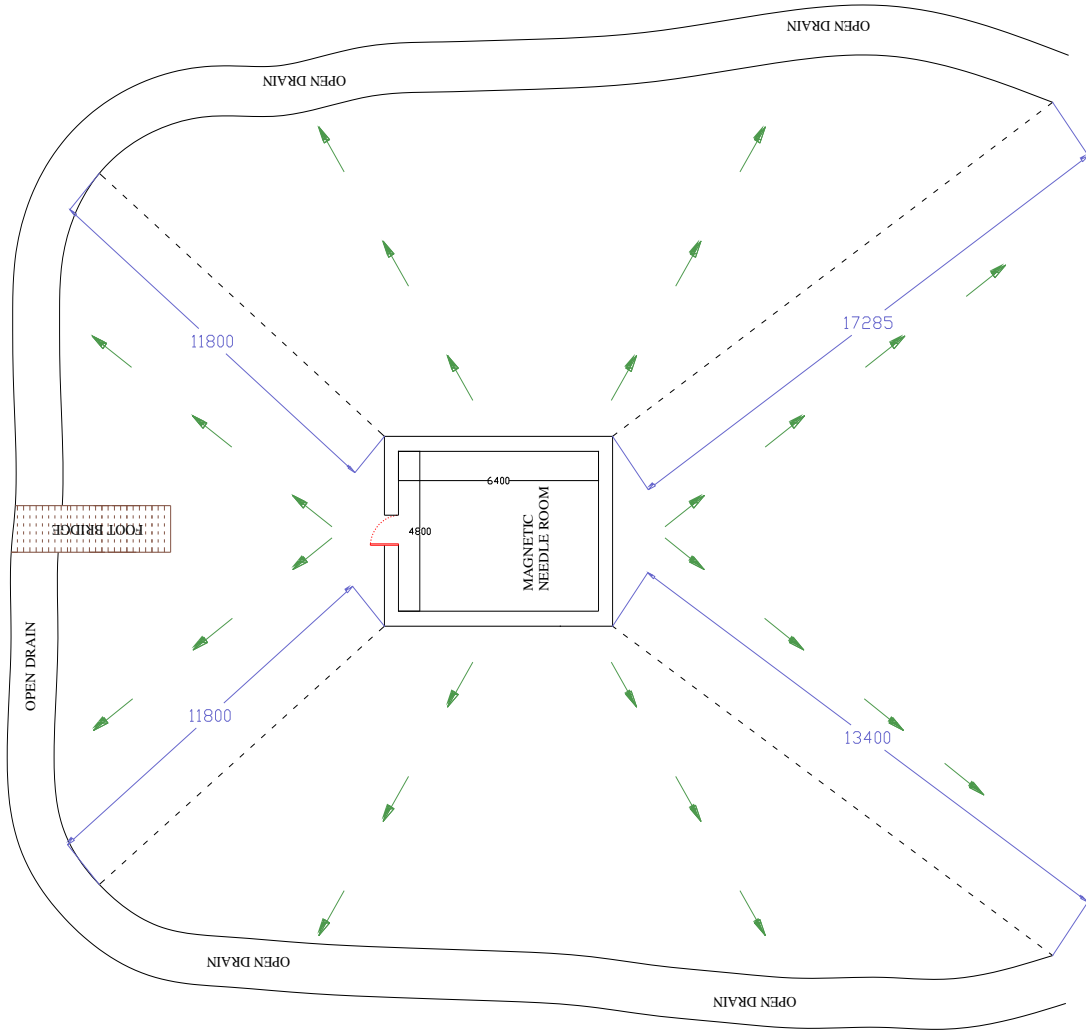 OPEN DRAIN
OPEN DRAIN
17285
11800
6400
4800
MAGNETIC
NEEDLE ROOM
FOOT BRIDGE
OPEN DRAIN
11800
13400
OPEN DRAIN
OPEN DRAIN